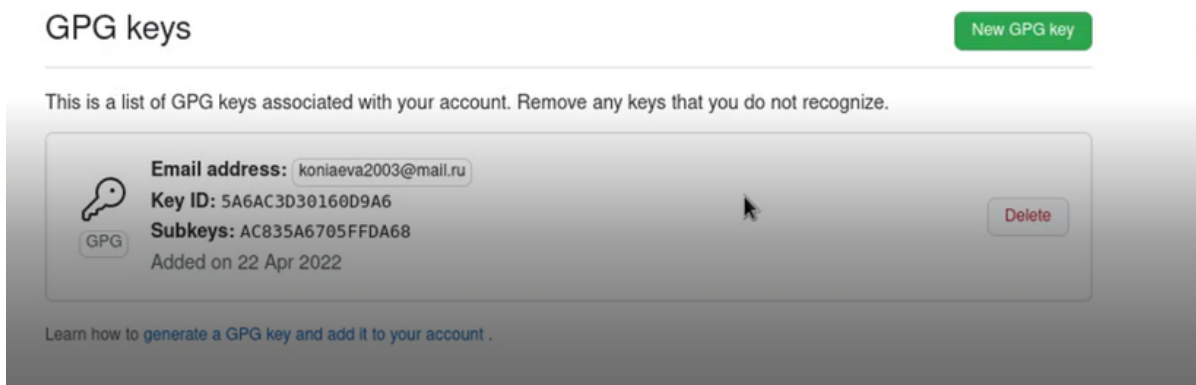 GPG keys
New GPG key
This is a list of GPG keys associated with your account. Remove any keys that you do not recognize.
Email address: koniaeva2003@mail.ru
Key ID: 5A6AC3D30160D9A6
Subkeys: AC835A6705FFDA68
GPG
Added on 22 Apr 2022
Delete
Learn how to generate a GPG key and add it to your account .